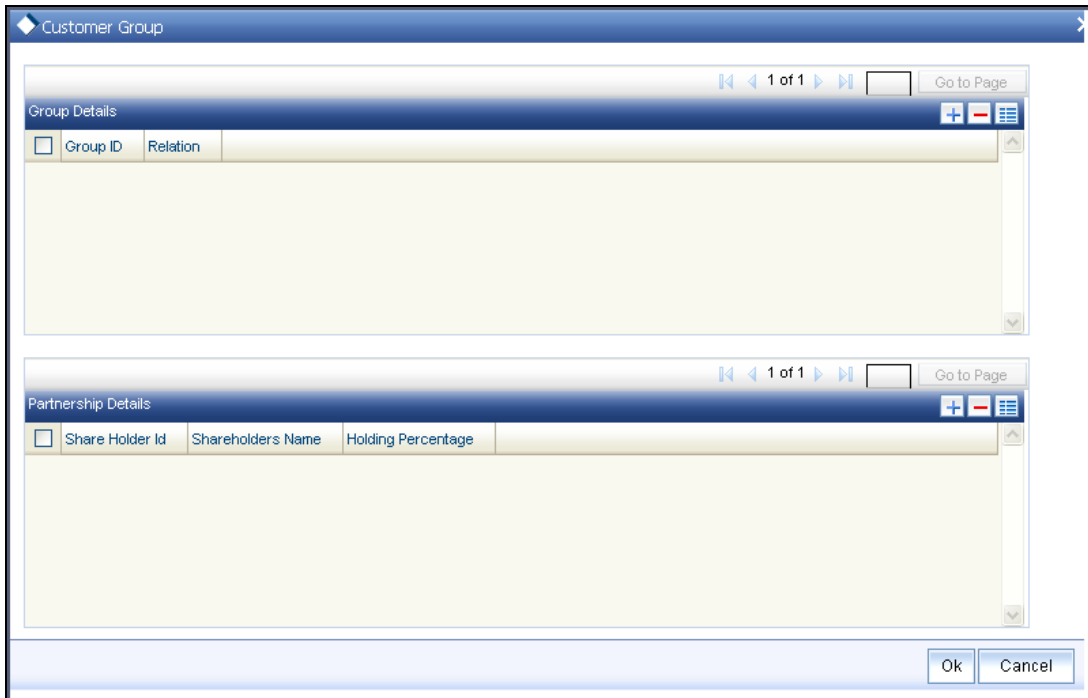 Customer Group
1 of 1 Go to Page
Group Details
Group ID Relation
1 of 1 Go to Page
Partnership Details
Share Holder Id Shareholders Name Holding Percentage
Ok Cancel